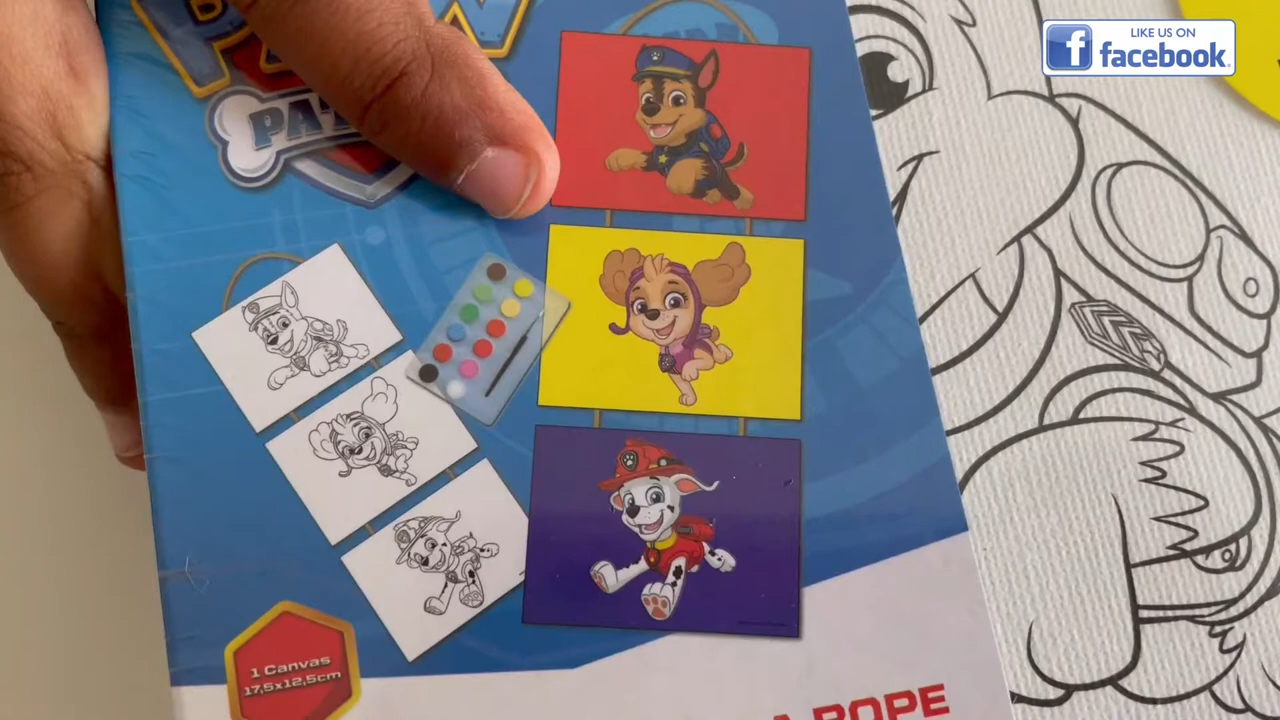 LIKE US ON
facebook
1 Canvas
17,5x12,5cm
A ROPE